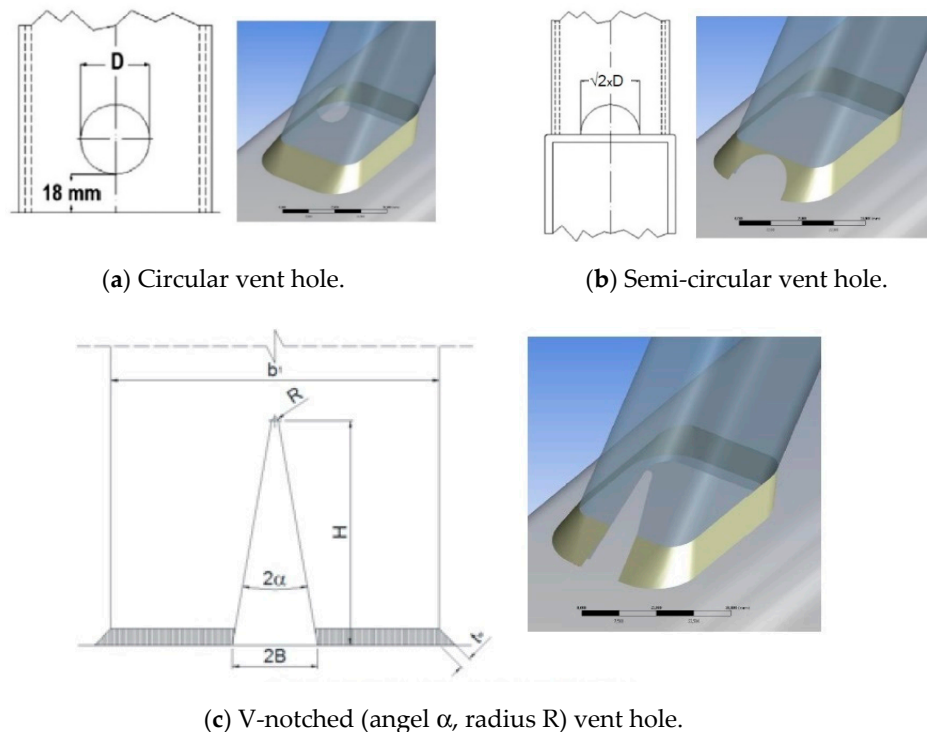 D
18 mm
√2xD
(a) Circular vent hole.
(b) Semi-circular vent hole.
b¹
R
H
2α
2B
(c) V-notched (angel α, radius R) vent hole.